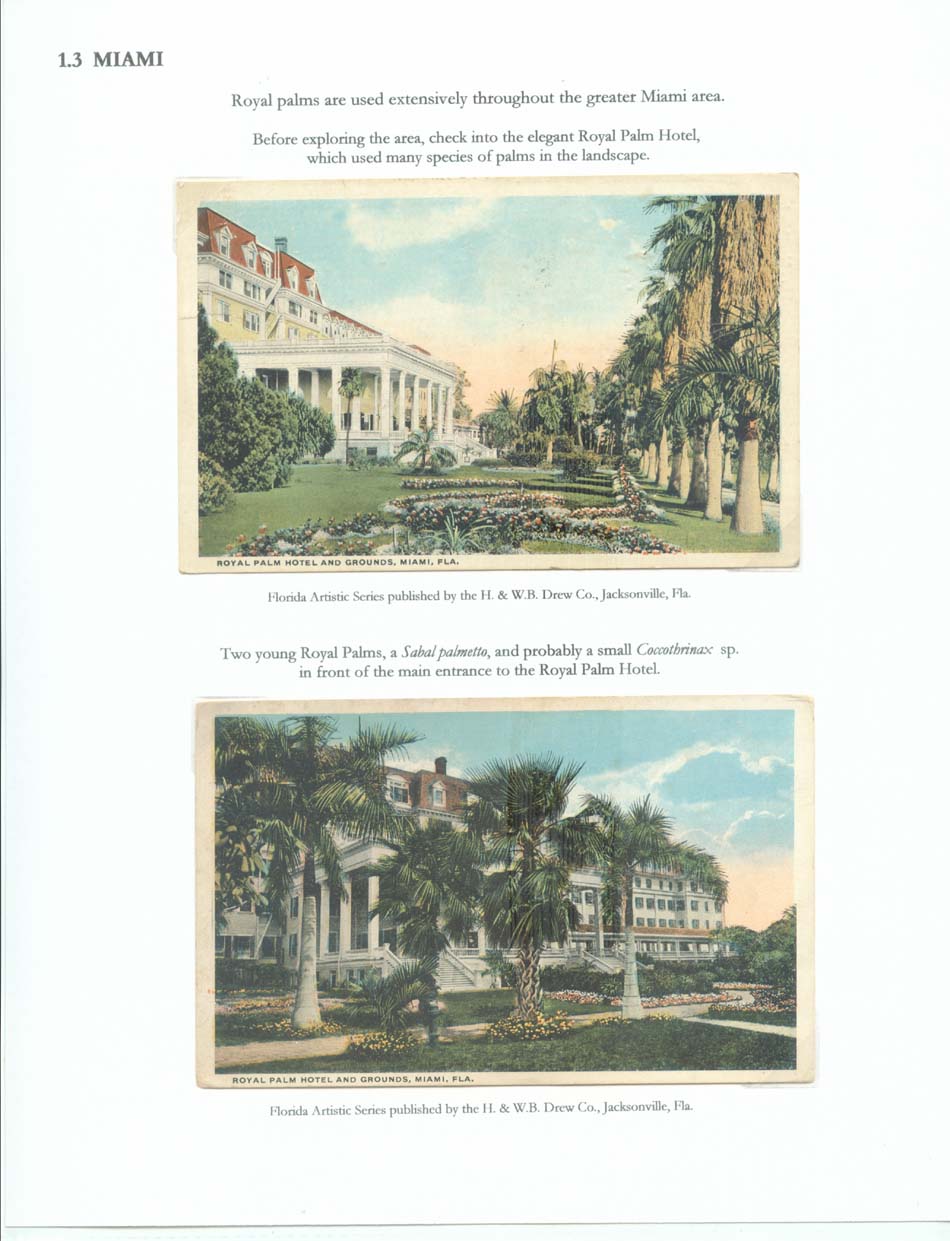 1.3 MIAMI
Royal palms are used extensively throughout the greater Miami area.
Before exploring the area, check into the elegant Royal Palm Hotel,
which used many species of palms in the landscape.
ROYAL PALM HOTEL AND GROUNDS, MIAMI, FLA.
Florida Artistic Series published by the H. & W.B. Drew Co., Jacksonville, Fla.
Two young Royal Palms, a Sabal palmetto, and probably a small Coccothrinax sp.
in front of the main entrance to the Royal Palm Hotel.
ROYAL PALM HOTEL AND GROUNDS, MIAMI, FLA.
Florida Artistic Series published by the H. & W.B. Drew Co., Jacksonville, Fla.